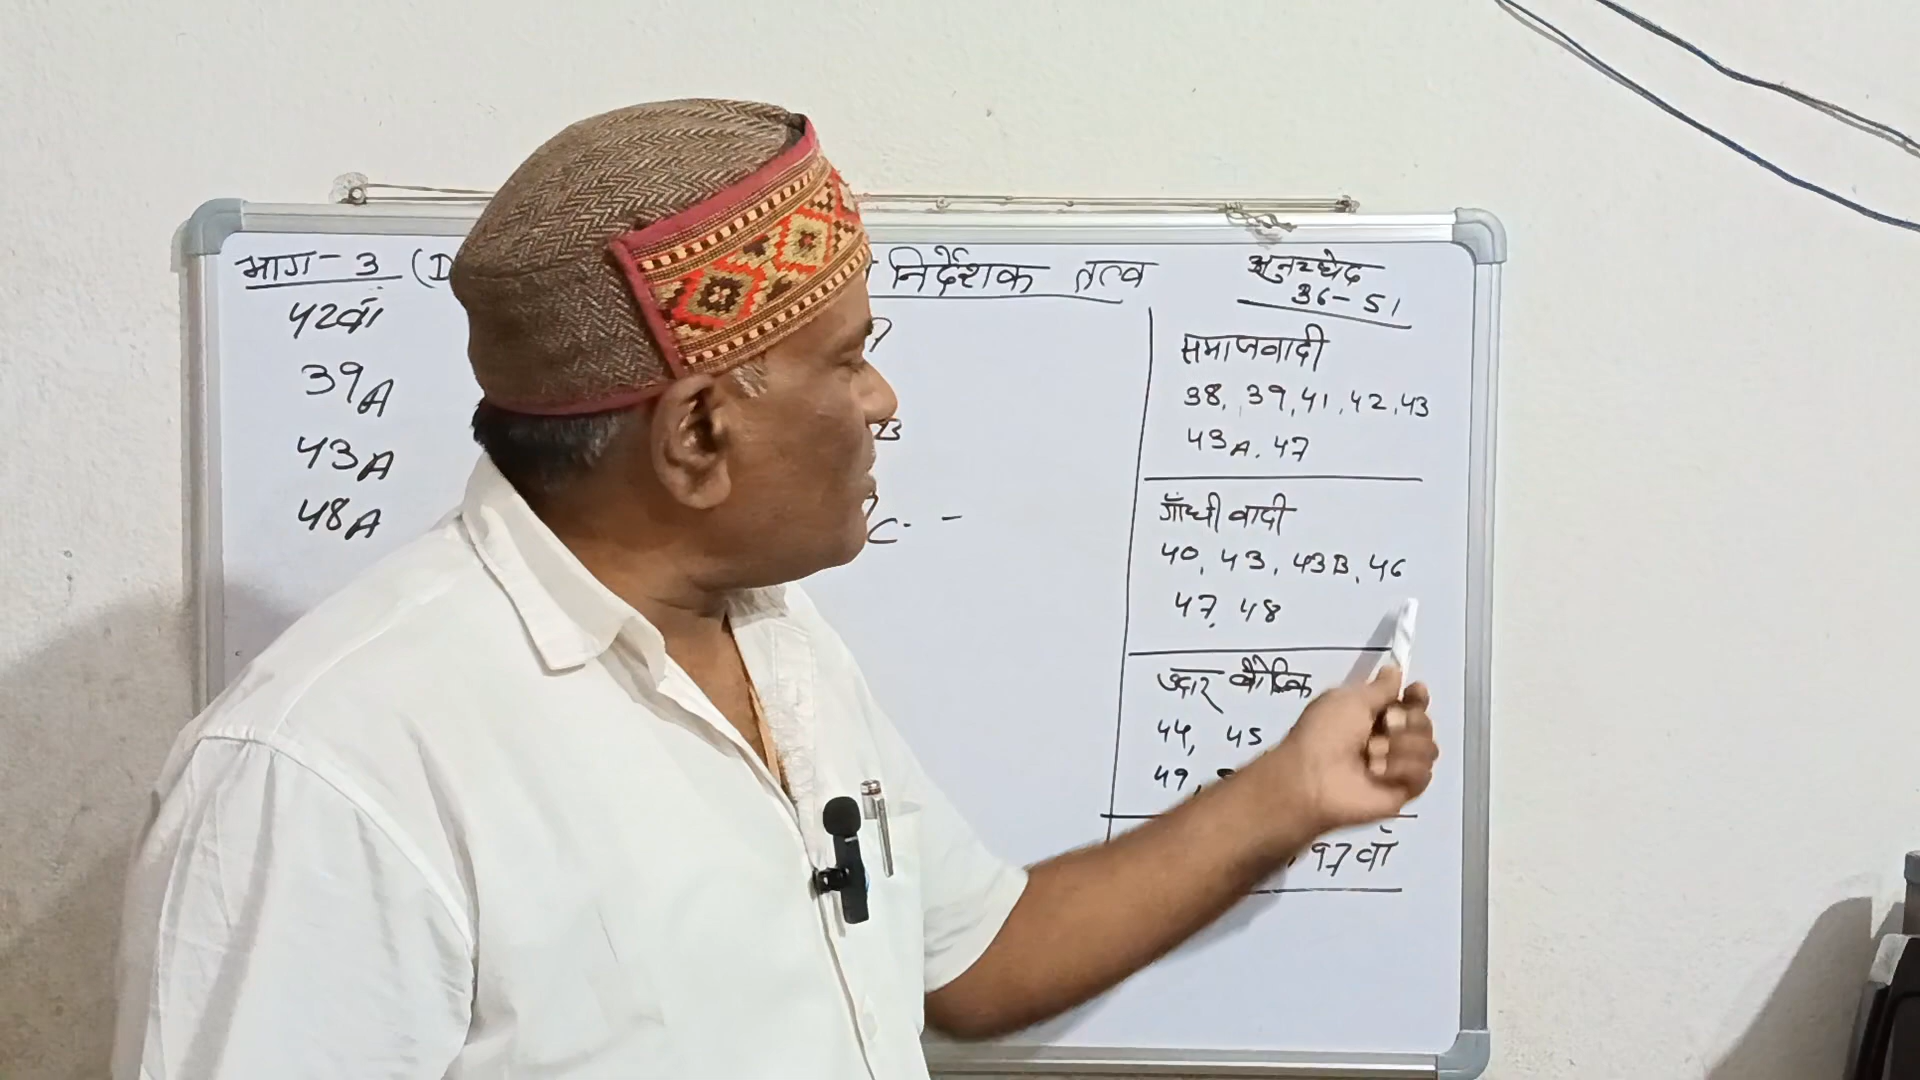 भाग-3 (D
निर्देशक तत्व
अनुच्छेद
36-51
42वां
39A
43A
48A
B
C. -
समाजवादी
38, 39, 41, 42, 43
43A. 47
गाँधीवादी
40, 43, 43B, 46
47, 48
उदार बौद्धिक
44, 45
49,
97वाँ